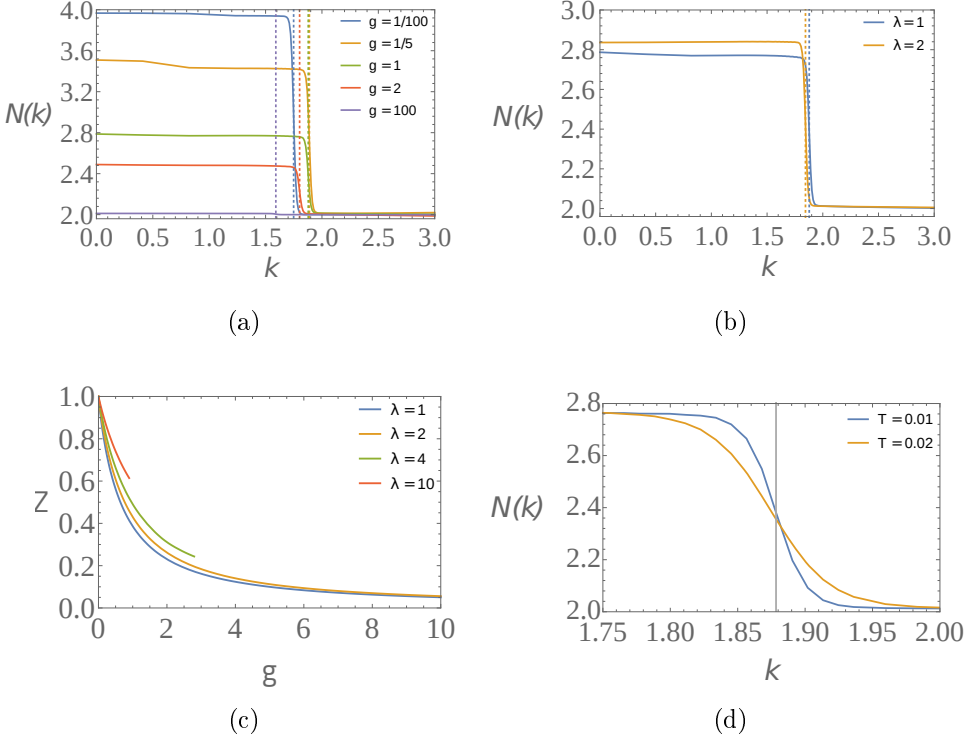 4.0
3.6
3.2
N(k)
2.8
2.4
2.0
0.0 0.5 1.0 1.5 2.0 2.5 3.0
k
g = 1/100
g = 1/5
g = 1
g = 2
g = 100
(a)
3.0
2.8
2.6
N(k)
2.4
2.2
2.0
0.0 0.5 1.0 1.5 2.0 2.5 3.0
k
λ = 1
λ = 2
(b)
1.0
0.8
0.6
Z
0.4
0.2
0.0
0 2 4 6 8 10
g
λ = 1
λ = 2
λ = 4
λ = 10
(c)
2.8
2.6
N(k)
2.4
2.2
2.0
1.75 1.80 1.85 1.90 1.95 2.00
k
T = 0.01
T = 0.02
(d)